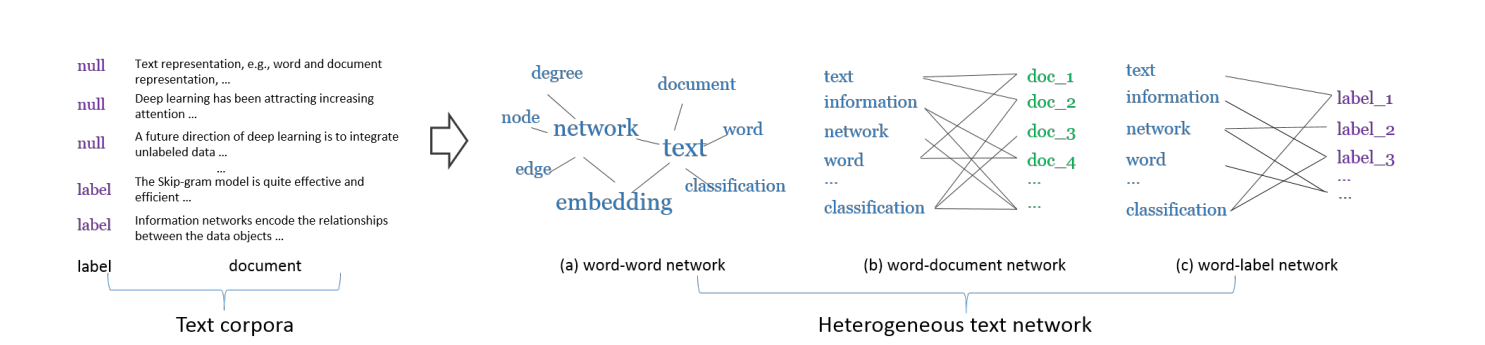 null
Text representation, e.g., word and document
representation, ...
null
Deep learning has been attracting increasing
attention ...
null
A future direction of deep learning is to integrate
unlabeled data ...
...
label
The Skip-gram model is quite effective and
efficient ...
label
Information networks encode the relationships
between the data objects ...
label
document
Text corpora
degree
document
node
network
word
text
edge
classification
embedding
(a) word-word network
text
information
network
word
...
classification
doc_1
doc_2
doc_3
doc_4
...
...
(b) word-document network
text
information
network
word
...
classification
label_1
label_2
label_3
...
...
(c) word-label network
Heterogeneous text network